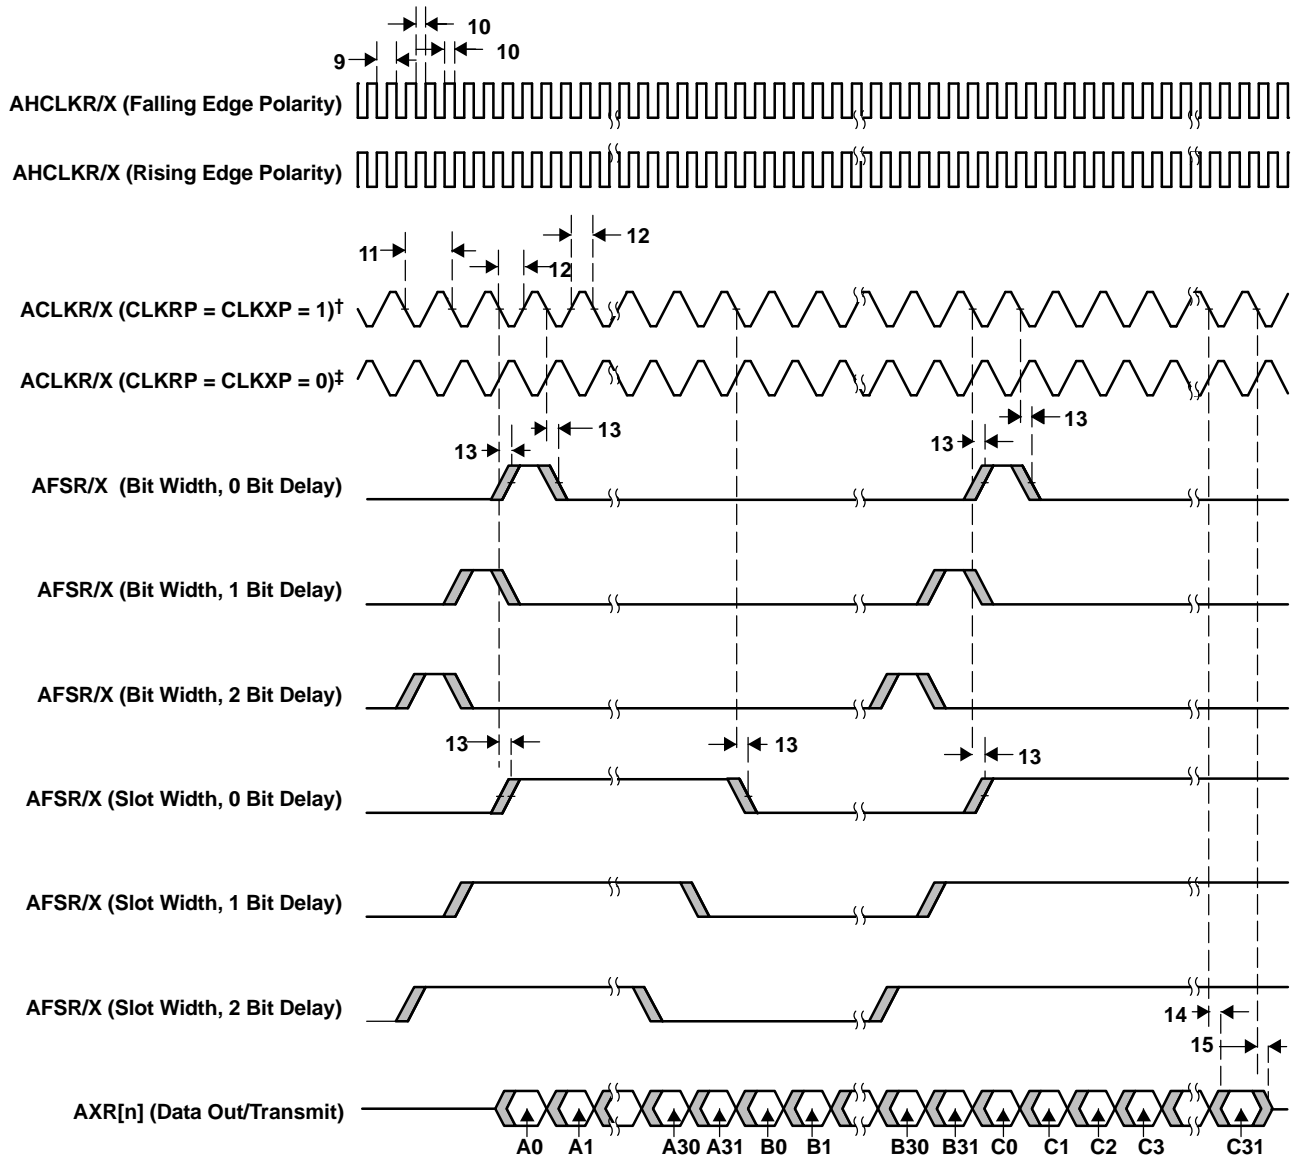 10
10
9
AHCLKR/X (Falling Edge Polarity)
AHCLKR/X (Rising Edge Polarity)
12
11
12
ACLKR/X (CLKRP = CLKXP = 1)†
ACLKR/X (CLKRP = CLKXP = 0)‡
13
13
13
13
AFSR/X (Bit Width, 0 Bit Delay)
AFSR/X (Bit Width, 1 Bit Delay)
AFSR/X (Bit Width, 2 Bit Delay)
13
13
13
AFSR/X (Slot Width, 0 Bit Delay)
AFSR/X (Slot Width, 1 Bit Delay)
AFSR/X (Slot Width, 2 Bit Delay)
14
15
AXR[n] (Data Out/Transmit)
A0 A1 A30 A31 B0 B1 B30 B31 C0 C1 C2 C3 C31